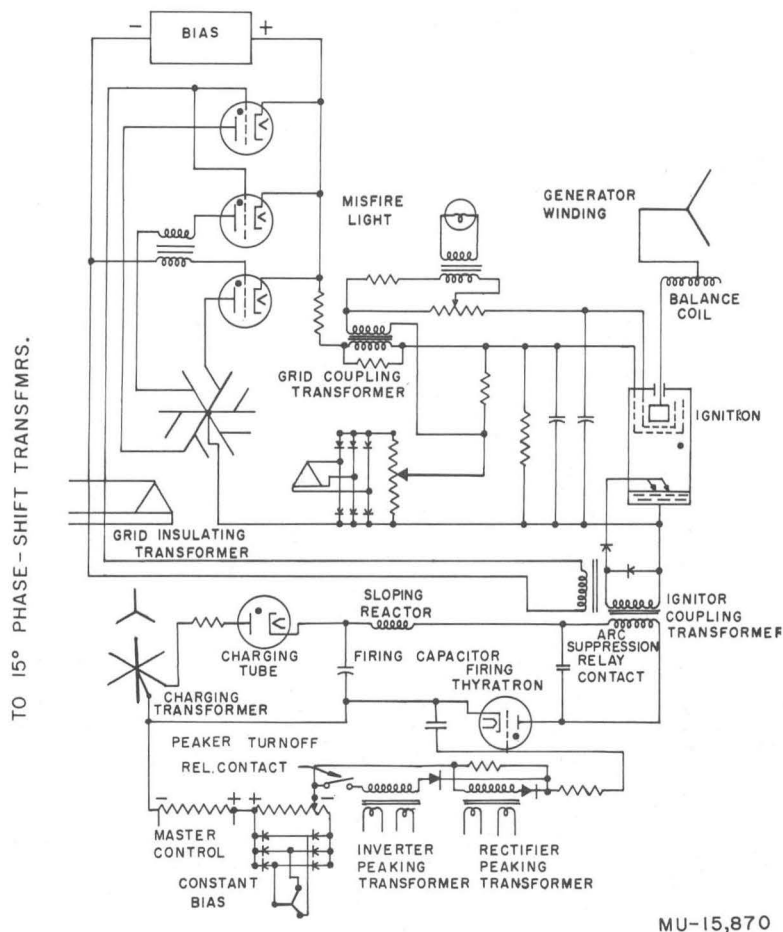 - BIAS +
MISFIRE
LIGHT
GENERATOR
WINDING
BALANCE
COIL
GRID COUPLING
TRANSFORMER
IGNITRON
TO 15° PHASE-SHIFT TRANSFMRS.
GRID INSULATING
TRANSFORMER
SLOPING
REACTOR
IGNITOR
COUPLING
TRANSFORMER
ARC
SUPPRESSION
RELAY
CONTACT
CHARGING
TUBE
FIRING CAPACITOR
FIRING
THYRATRON
CHARGING
TRANSFORMER
PEAKER TURNOFF
REL. CONTACT
- + + -
MASTER
CONTROL
INVERTER
PEAKING
TRANSFORMER
RECTIFIER
PEAKING
TRANSFORMER
CONSTANT
BIAS
MU-15,870